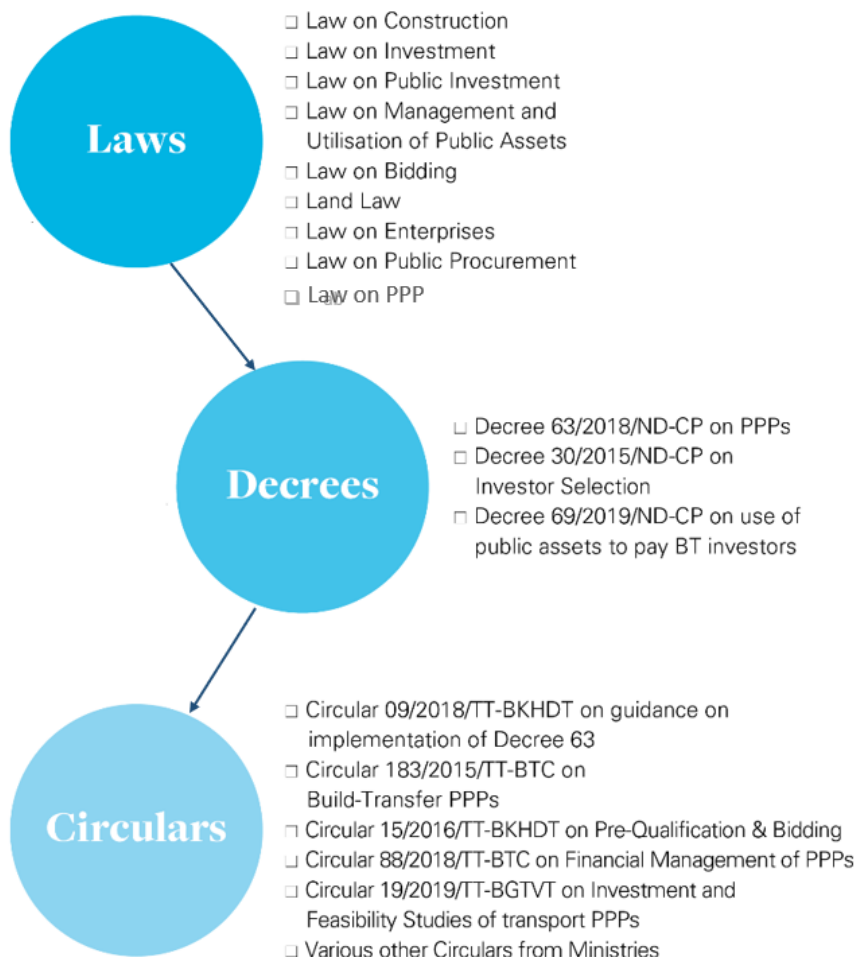 Laws
Law on Construction
Law on Investment
Law on Public Investment
Law on Management and
Utilisation of Public Assets
Law on Bidding
Land Law
Law on Enterprises
Law on Public Procurement
Law on PPP
Decrees
Decree 63/2018/ND-CP on PPPs
Decree 30/2015/ND-CP on
Investor Selection
Decree 69/2019/ND-CP on use of
public assets to pay BT investors
Circulars
Circular 09/2018/TT-BKHDT on guidance on
implementation of Decree 63
Circular 183/2015/TT-BTC on
Build-Transfer PPPs
Circular 15/2016/TT-BKHDT on Pre-Qualification & Bidding
Circular 88/2018/TT-BTC on Financial Management of PPPs
Circular 19/2019/TT-BGTVT on Investment and
Feasibility Studies of transport PPPs
Various other Circulars from Ministries